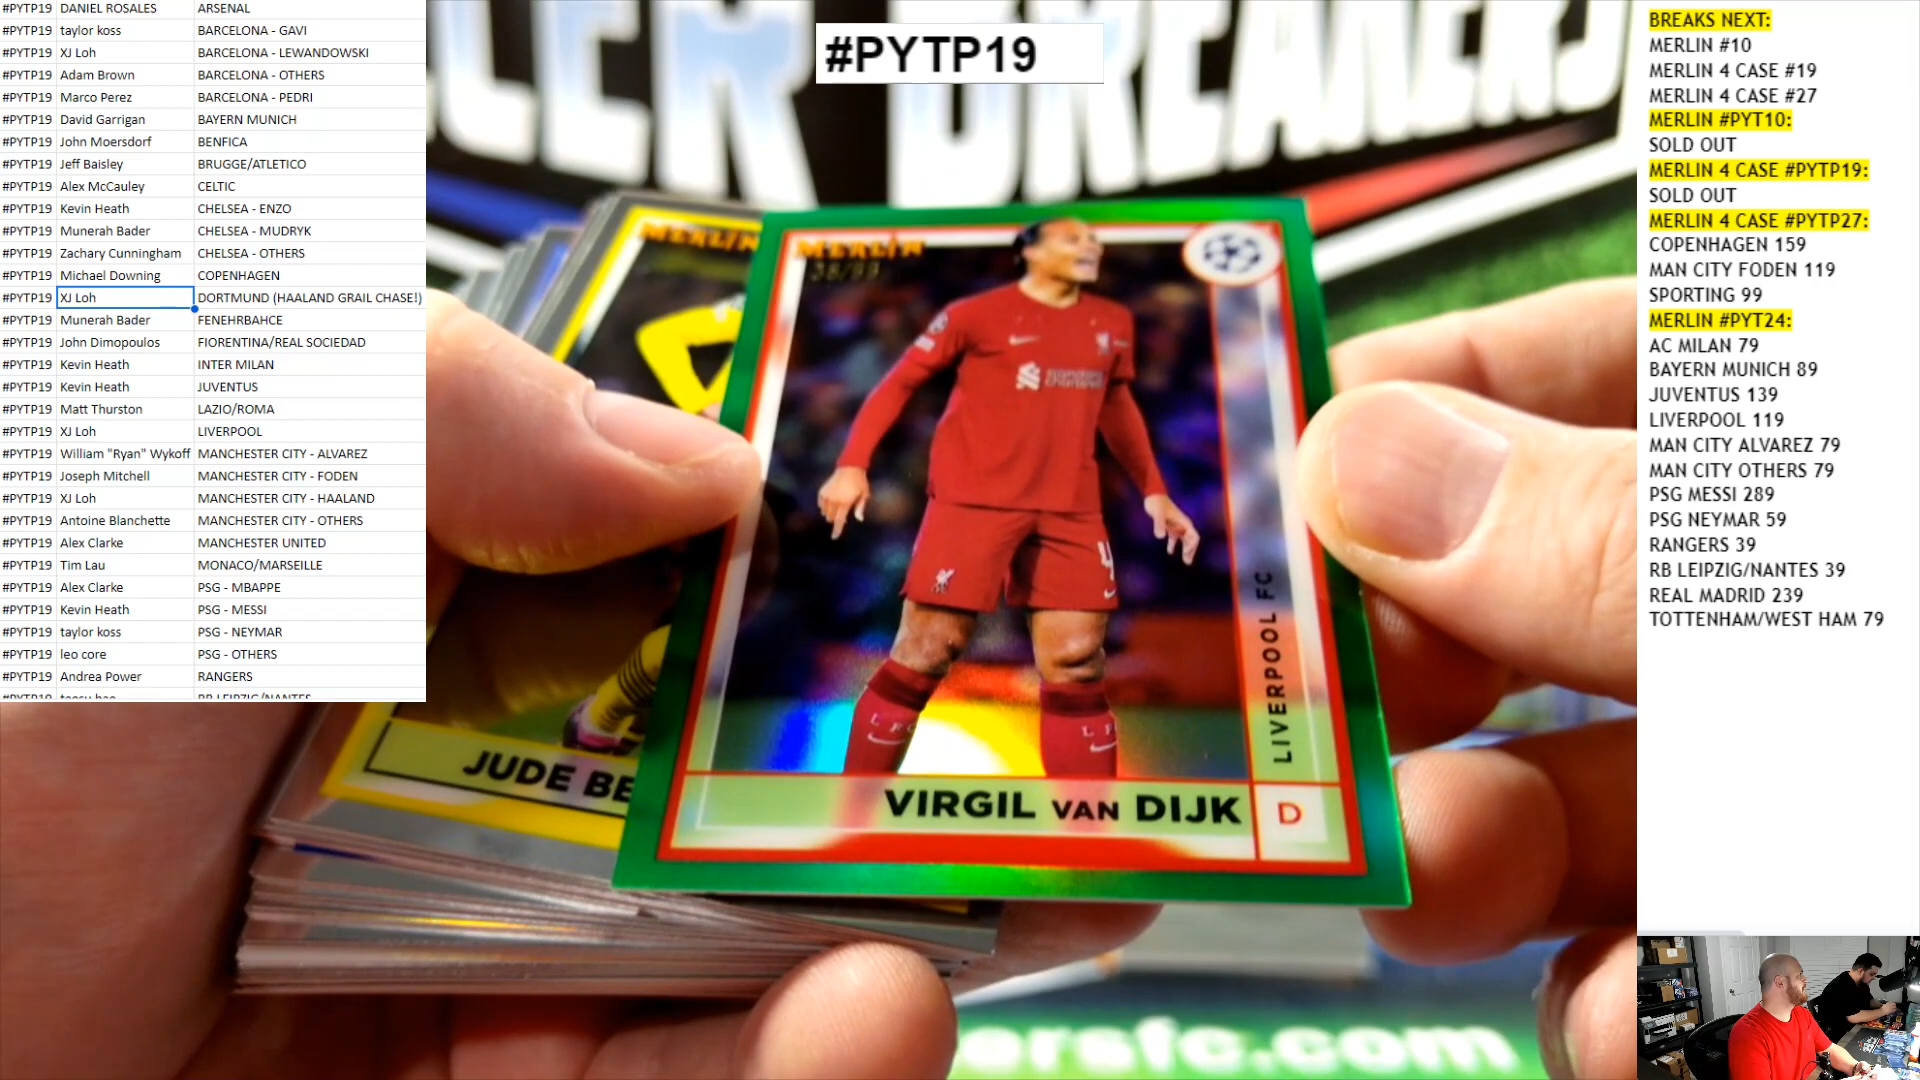 #PYTP19 DANIEL ROSALES ARSENAL
#PYTP19 taylor koss BARCELONA - GAVI
#PYTP19 XJ Loh BARCELONA - LEWANDOWSKI
#PYTP19 Adam Brown BARCELONA - OTHERS
#PYTP19 Marco Perez BARCELONA - PEDRI
#PYTP19 David Garrigan BAYERN MUNICH
#PYTP19 John Moersdorf BENFICA
#PYTP19 Jeff Baisley BRUGGE/ATLETICO
#PYTP19 Alex McCauley CELTIC
#PYTP19 Kevin Heath CHELSEA - ENZO
#PYTP19 Munerah Bader CHELSEA - MUDRYK
#PYTP19 Zachary Cunningham CHELSEA - OTHERS
#PYTP19 Michael Downing COPENHAGEN
#PYTP19 XJ Loh DORTMUND (HAALAND GRAIL CHASE!)
#PYTP19 Munerah Bader FENEHRBAHCE
#PYTP19 John Dimopoulos FIORENTINA/REAL SOCIEDAD
#PYTP19 Kevin Heath INTER MILAN
#PYTP19 Kevin Heath JUVENTUS
#PYTP19 Matt Thurston LAZIO/ROMA
#PYTP19 XJ Loh LIVERPOOL
#PYTP19 William "Ryan" Wykoff MANCHESTER CITY - ALVAREZ
#PYTP19 Joseph Mitchell MANCHESTER CITY - FODEN
#PYTP19 XJ Loh MANCHESTER CITY - HAALAND
#PYTP19 Antoine Blanchette MANCHESTER CITY - OTHERS
#PYTP19 Alex Clarke MANCHESTER UNITED
#PYTP19 Tim Lau MONACO/MARSEILLE
#PYTP19 Alex Clarke PSG - MBAPPE
#PYTP19 Kevin Heath PSG - MESSI
#PYTP19 taylor koss PSG - NEYMAR
#PYTP19 leo core PSG - OTHERS
#PYTP19 Andrea Power RANGERS
#PYTP19
BREAKERS
MERLIN
MERLIN
JUDE BE
LIVERPOOL FC
4
VIRGIL VAN DIJK
D
ersfc.com
BREAKS NEXT:
MERLIN #10
MERLIN 4 CASE #19
MERLIN 4 CASE #27
MERLIN #PYT10:
SOLD OUT
MERLIN 4 CASE #PYTP19:
SOLD OUT
MERLIN 4 CASE #PYTP27:
COPENHAGEN 159
MAN CITY FODEN 119
SPORTING 99
MERLIN #PYT24:
AC MILAN 79
BAYERN MUNICH 89
JUVENTUS 139
LIVERPOOL 119
MAN CITY ALVAREZ 79
MAN CITY OTHERS 79
PSG MESSI 289
PSG NEYMAR 59
RANGERS 39
RB LEIPZIG/NANTES 39
REAL MADRID 239
TOTTENHAM/WEST HAM 79